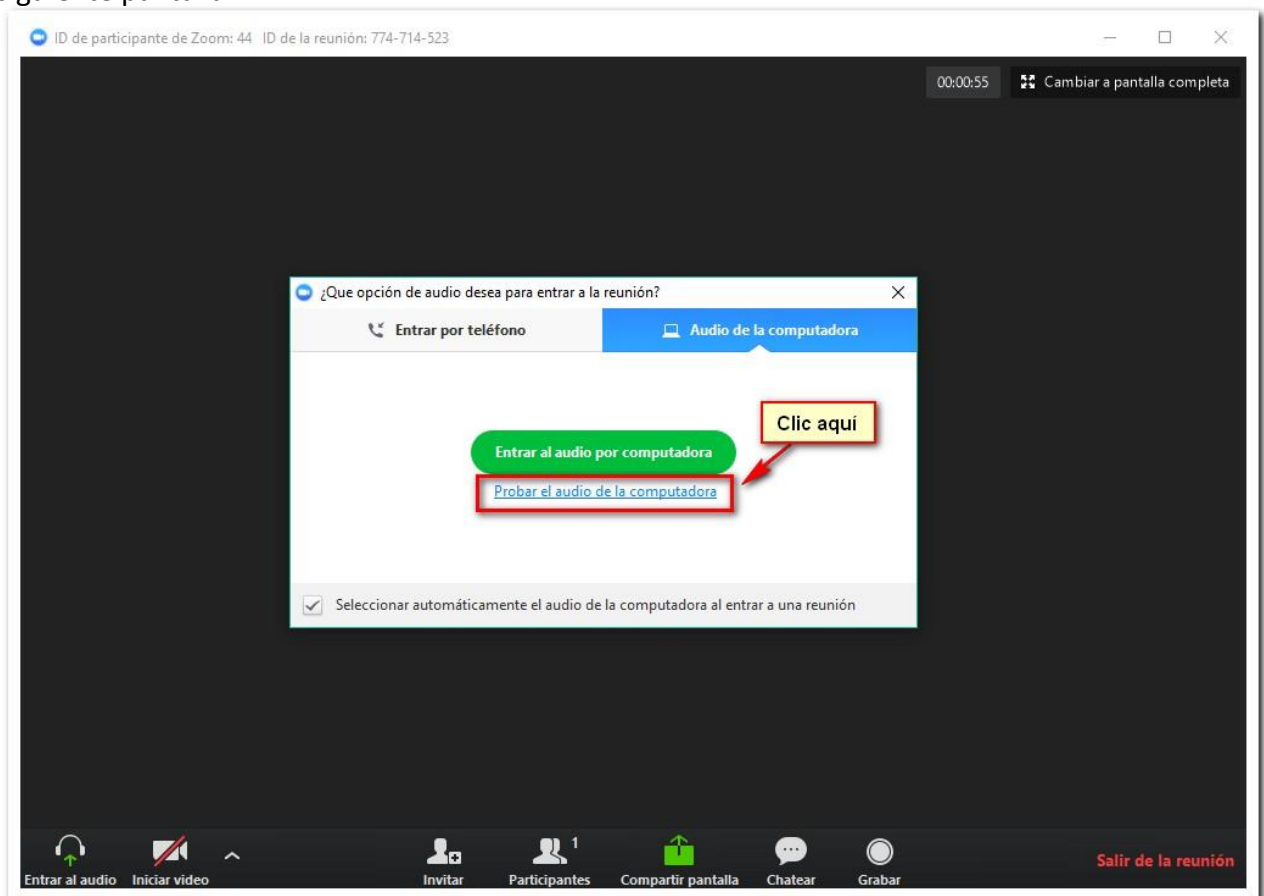 ID de participante de Zoom: 44 ID de la reunión: 774-714-523
00:00:55 Cambiar a pantalla completa
¿Que opción de audio desea para entrar a la reunión?
Entrar por teléfono
Audio de la computadora
Clic aquí
Entrar al audio por computadora
Probar el audio de la computadora
Seleccionar automáticamente el audio de la computadora al entrar a una reunión
1
Entrar al audio Iniciar video Invitar Participantes Compartir pantalla Chatear Grabar
Salir de la reunión